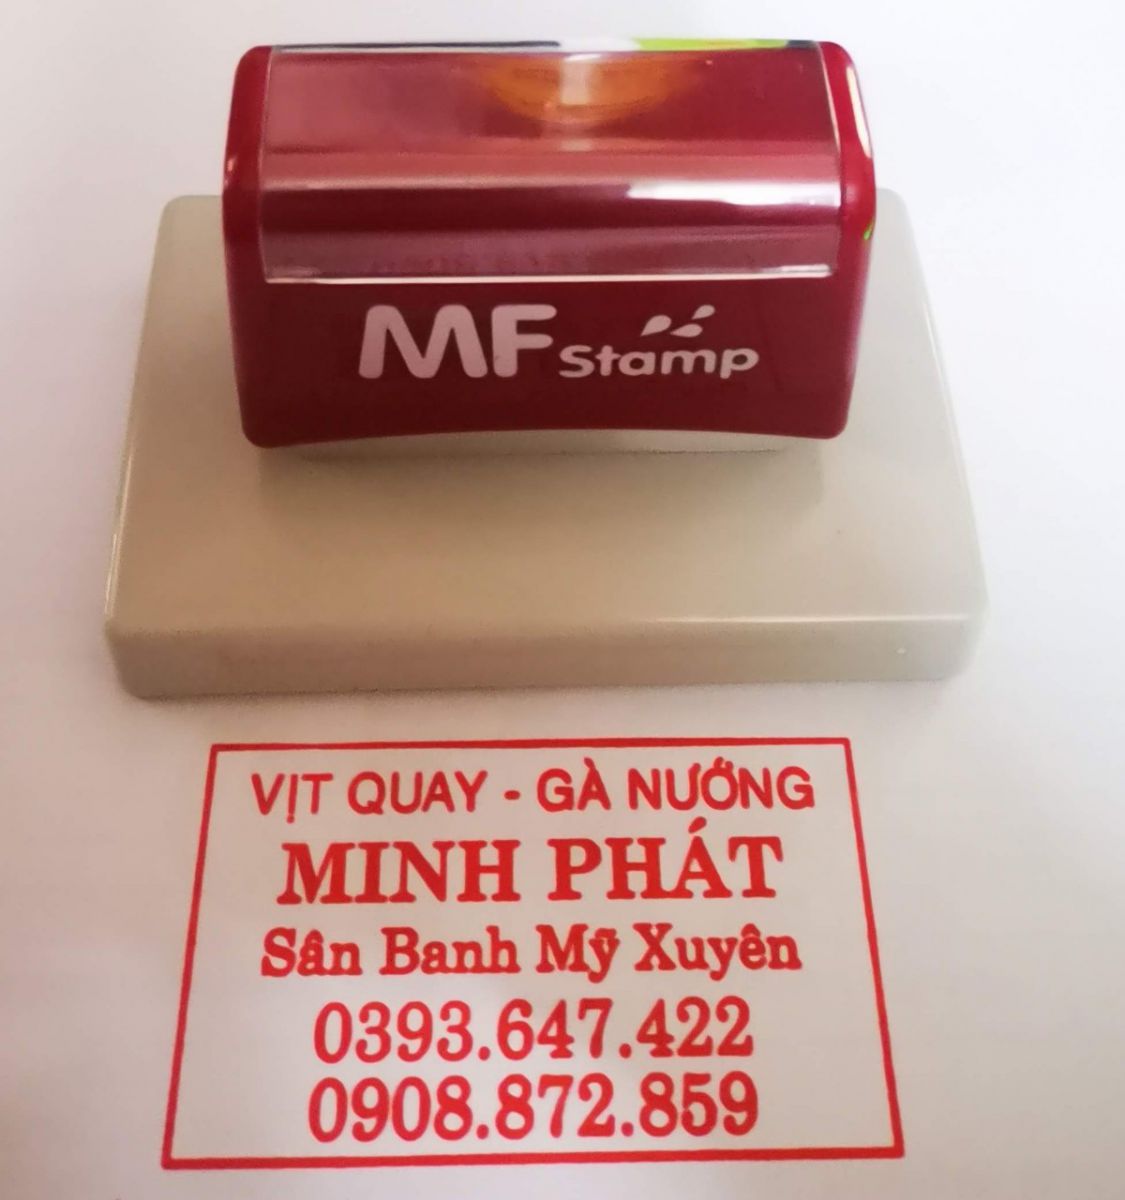 MF Stamp
VỊT QUAY - GÀ NƯỚNG
MINH PHÁT
Sân Banh Mỹ Xuyên
0393.647.422
0908.872.859